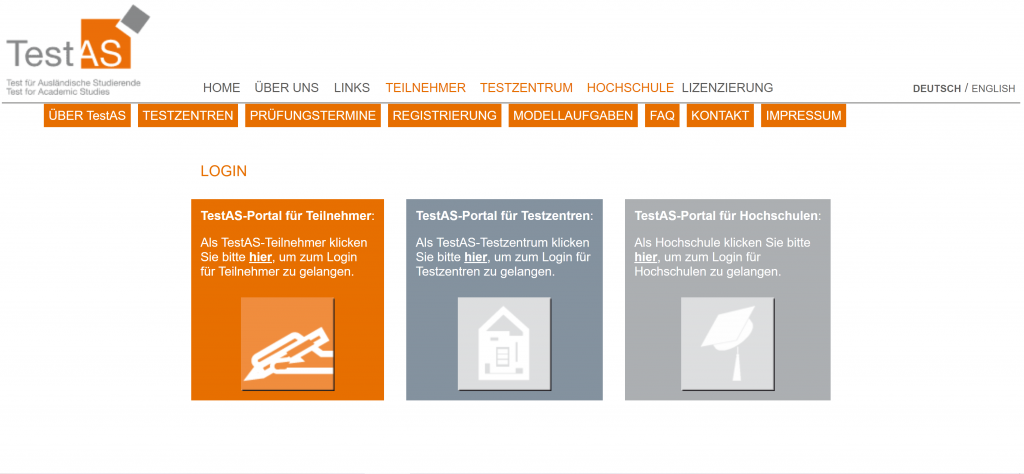 TestAS
Test für Ausländische Studierende
Test for Academic Studies
HOME ÜBER UNS LINKS TEILNEHMER TESTZENTRUM HOCHSCHULE LIZENZIERUNG DEUTSCH / ENGLISH
ÜBER TestAS TESTZENTREN PRÜFUNGSTERMINE REGISTRIERUNG MODELLAUFGABEN FAQ KONTAKT IMPRESSUM
LOGIN
TestAS-Portal für Teilnehmer:
Als TestAS-Teilnehmer klicken
Sie bitte hier, um zum Login
für Teilnehmer zu gelangen.
TestAS-Portal für Testzentren:
Als TestAS-Testzentrum klicken
Sie bitte hier, um zum Login für
Testzentren zu gelangen.
TestAS-Portal für Hochschulen:
Als Hochschule klicken Sie bitte
hier, um zum Login für
Hochschulen zu gelangen.